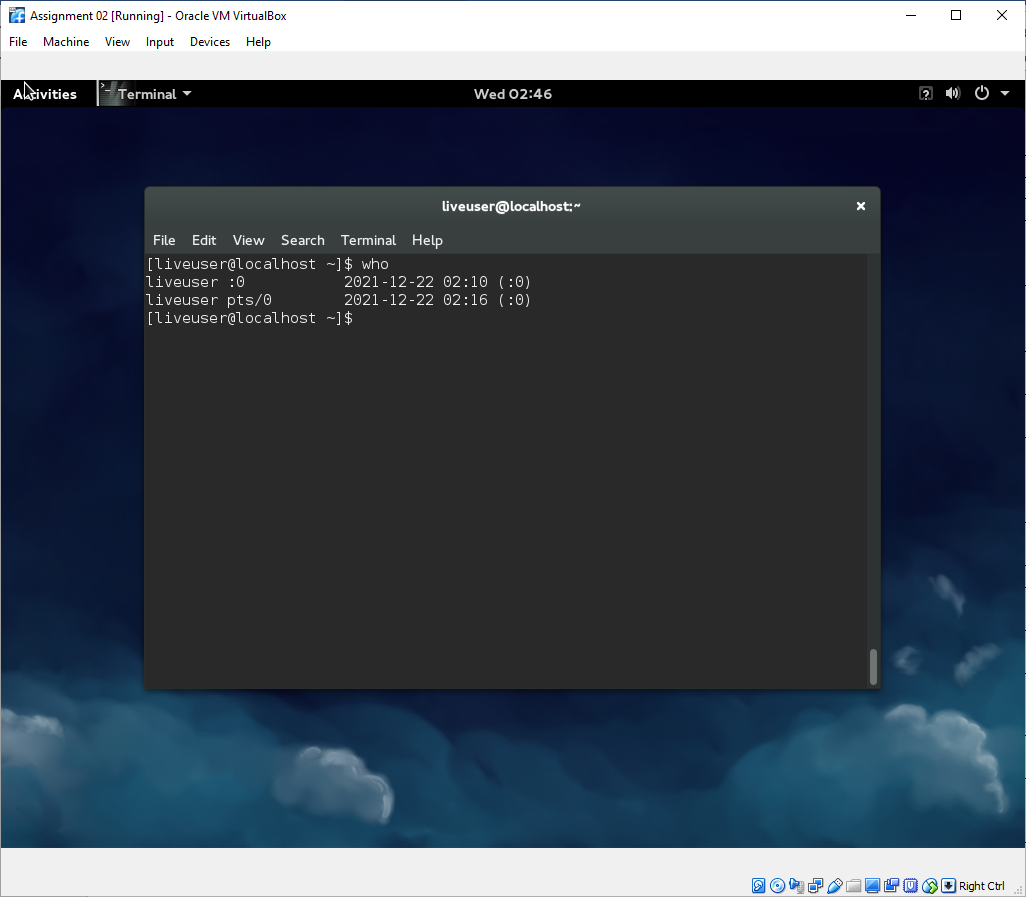 Assignment 02 [Running] - Oracle VM VirtualBox
File Machine View Input Devices Help
Activities Terminal Wed 02:46
liveuser@localhost:~
File Edit View Search Terminal Help
[liveuser@localhost ~]$ who
liveuser :0           2021-12-22 02:10 (:0)
liveuser pts/0        2021-12-22 02:16 (:0)
[liveuser@localhost ~]$
Right Ctrl